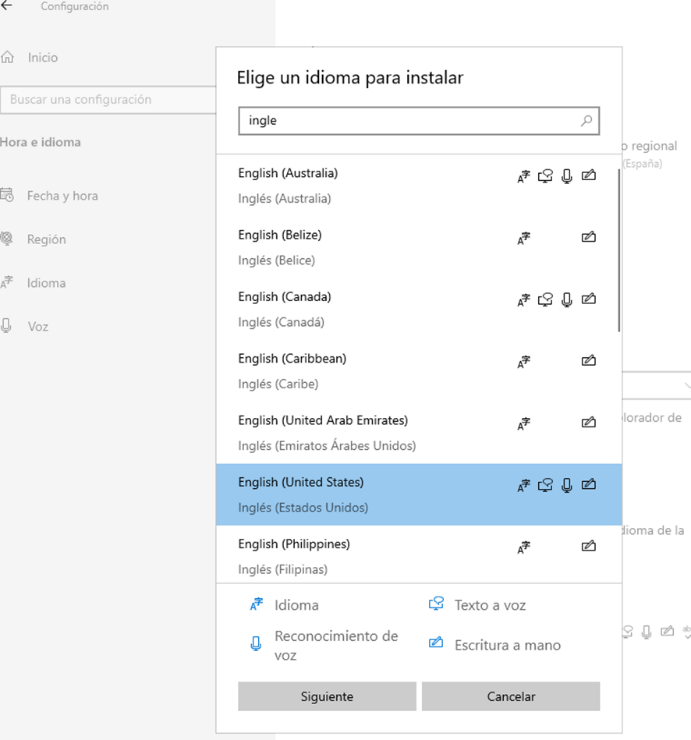 Configuración
Inicio
Buscar una configuración
Hora e idioma
Fecha y hora
Región
Idioma
Voz
Elige un idioma para instalar
ingle
English (Australia)
Inglés (Australia)
English (Belize)
Inglés (Belice)
English (Canada)
Inglés (Canadá)
English (Caribbean)
Inglés (Caribe)
English (United Arab Emirates)
Inglés (Emiratos Árabes Unidos)
English (United States)
Inglés (Estados Unidos)
English (Philippines)
Inglés (Filipinas)
Idioma
Texto a voz
Reconocimiento de
voz
Escritura a mano
Siguiente
Cancelar
regional
(España)
de
de la